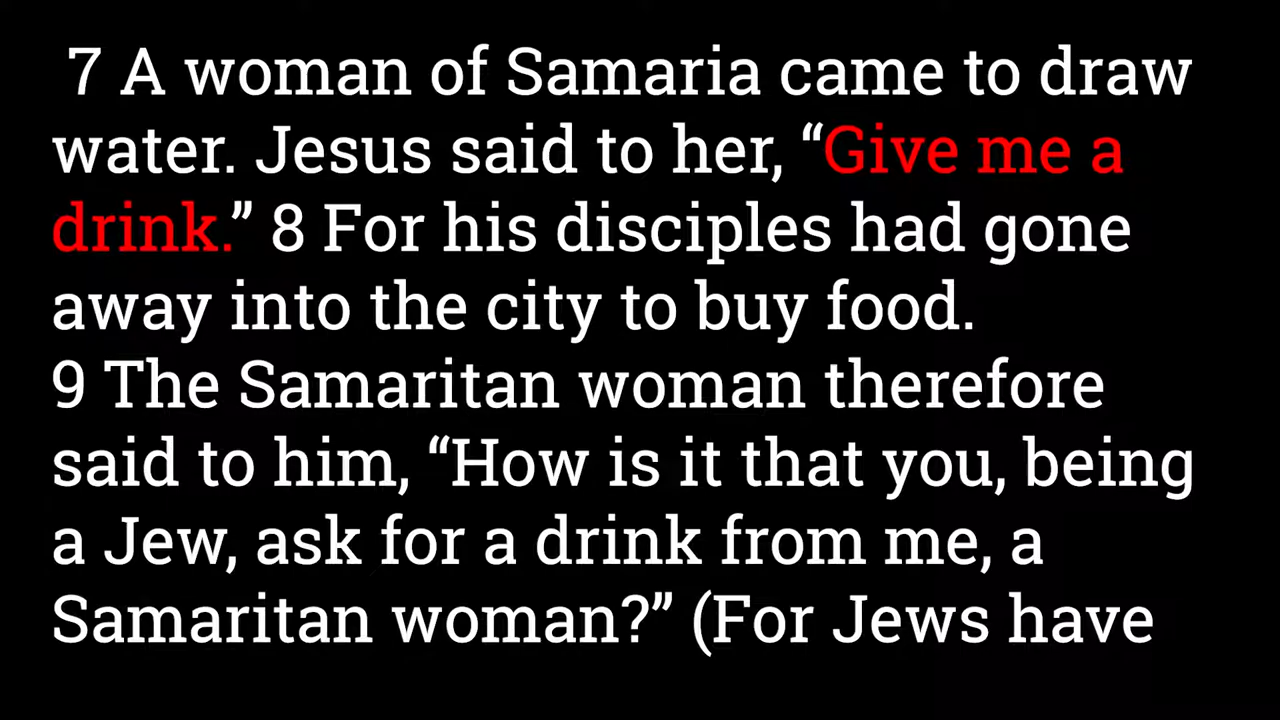 7 A woman of Samaria came to draw
water. Jesus said to her, “Give me a
drink.” 8 For his disciples had gone
away into the city to buy food.
9 The Samaritan woman therefore
said to him, “How is it that you, being
a Jew, ask for a drink from me, a
Samaritan woman?” (For Jews have